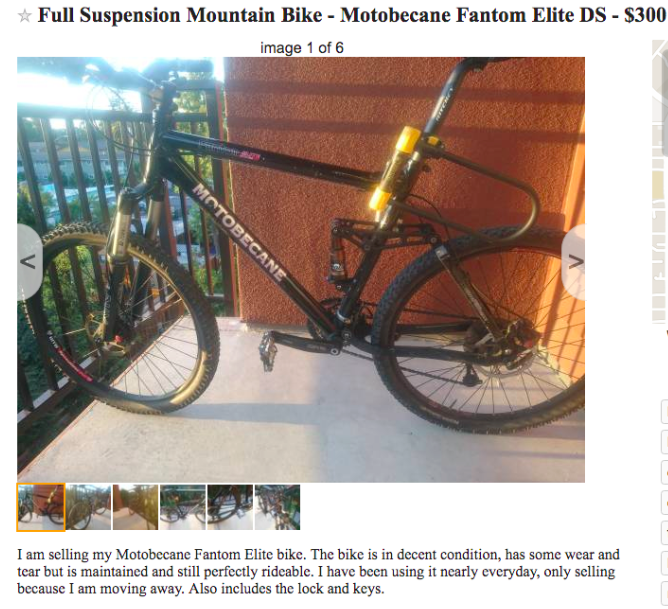 ☆ Full Suspension Mountain Bike - Motobecane Fantom Elite DS - $300
image 1 of 6
MOTOBECANE
<
>
I am selling my Motobecane Fantom Elite bike. The bike is in decent condition, has some wear and
tear but is maintained and still perfectly rideable. I have been using it nearly everyday, only selling
because I am moving away. Also includes the lock and keys.